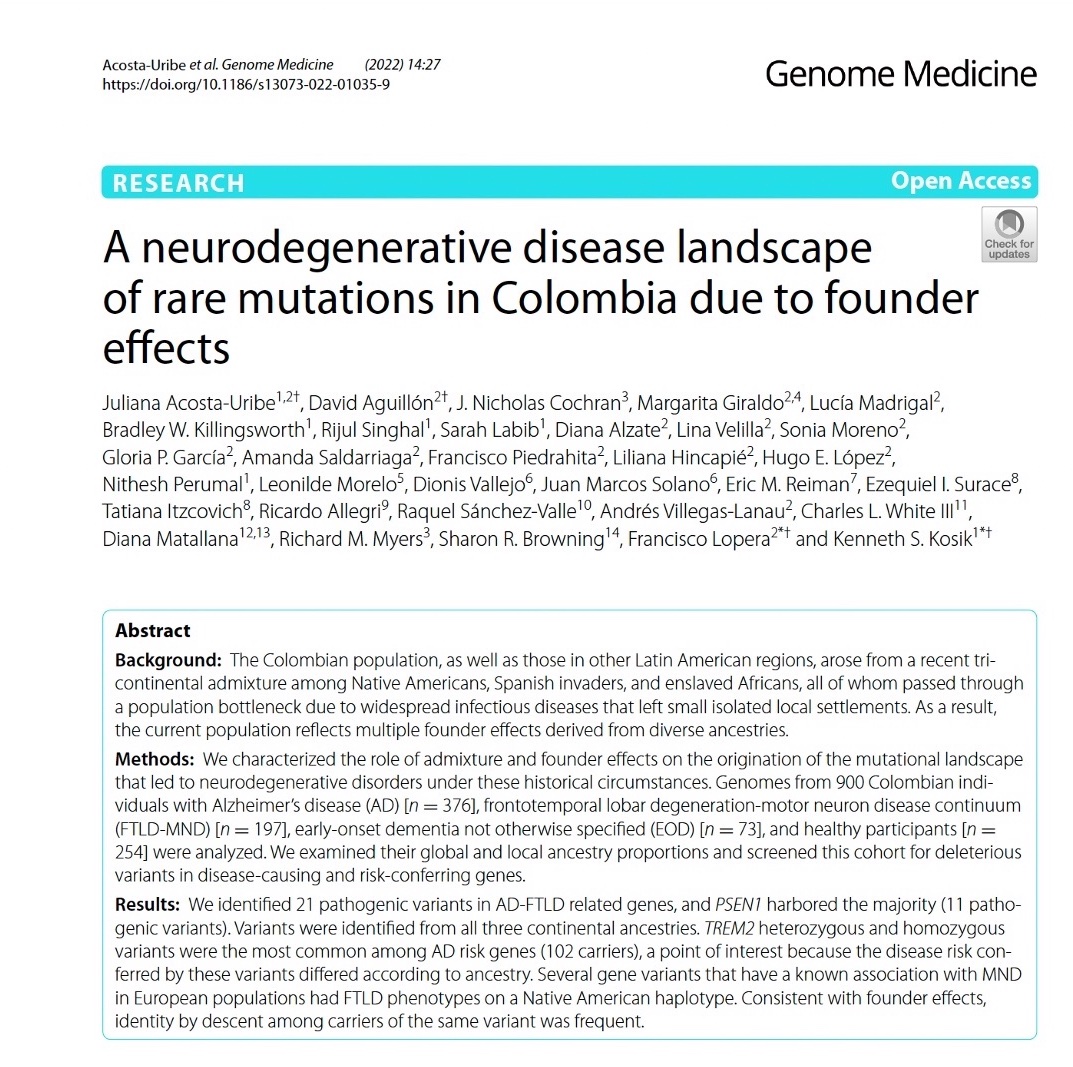 Acosta-Uribe et al. Genome Medicine (2022) 14:27
https://doi.org/10.1186/s13073-022-01035-9
Genome Medicine
RESEARCH
Open Access
Check for
updates
A neurodegenerative disease landscape
of rare mutations in Colombia due to founder
effects
Juliana Acosta-Uribe1,2†, David Aguillón2†, J. Nicholas Cochran3, Margarita Giraldo2,4, Lucía Madrigal2,
Bradley W. Killingsworth1, Rijul Singhal1, Sarah Labib1, Diana Alzate2, Lina Velilla2, Sonia Moreno2,
Gloria P. García2, Amanda Saldarriaga2, Francisco Piedrahita2, Liliana Hincapié2, Hugo E. López2,
Nithesh Perumal1, Leonilde Morelo5, Dionis Vallejo6, Juan Marcos Solano6, Eric M. Reiman7, Ezequiel I. Surace8,
Tatiana Itzcovich8, Ricardo Allegri9, Raquel Sánchez-Valle10, Andrés Villegas-Lanau2, Charles L. White III11,
Diana Matallana12,13, Richard M. Myers3, Sharon R. Browning14, Francisco Lopera2*† and Kenneth S. Kosik1*†
Abstract
Background: The Colombian population, as well as those in other Latin American regions, arose from a recent tri-
continental admixture among Native Americans, Spanish invaders, and enslaved Africans, all of whom passed through
a population bottleneck due to widespread infectious diseases that left small isolated local settlements. As a result,
the current population reflects multiple founder effects derived from diverse ancestries.
Methods: We characterized the role of admixture and founder effects on the origination of the mutational landscape
that led to neurodegenerative disorders under these historical circumstances. Genomes from 900 Colombian indi-
viduals with Alzheimer's disease (AD) [n = 376], frontotemporal lobar degeneration-motor neuron disease continuum
(FTLD-MND) [n = 197], early-onset dementia not otherwise specified (EOD) [n = 73], and healthy participants [n =
254] were analyzed. We examined their global and local ancestry proportions and screened this cohort for deleterious
variants in disease-causing and risk-conferring genes.
Results: We identified 21 pathogenic variants in AD-FTLD related genes, and PSEN1 harbored the majority (11 patho-
genic variants). Variants were identified from all three continental ancestries. TREM2 heterozygous and homozygous
variants were the most common among AD risk genes (102 carriers), a point of interest because the disease risk con-
ferred by these variants differed according to ancestry. Several gene variants that have a known association with MND
in European populations had FTLD phenotypes on a Native American haplotype. Consistent with founder effects,
identity by descent among carriers of the same variant was frequent.